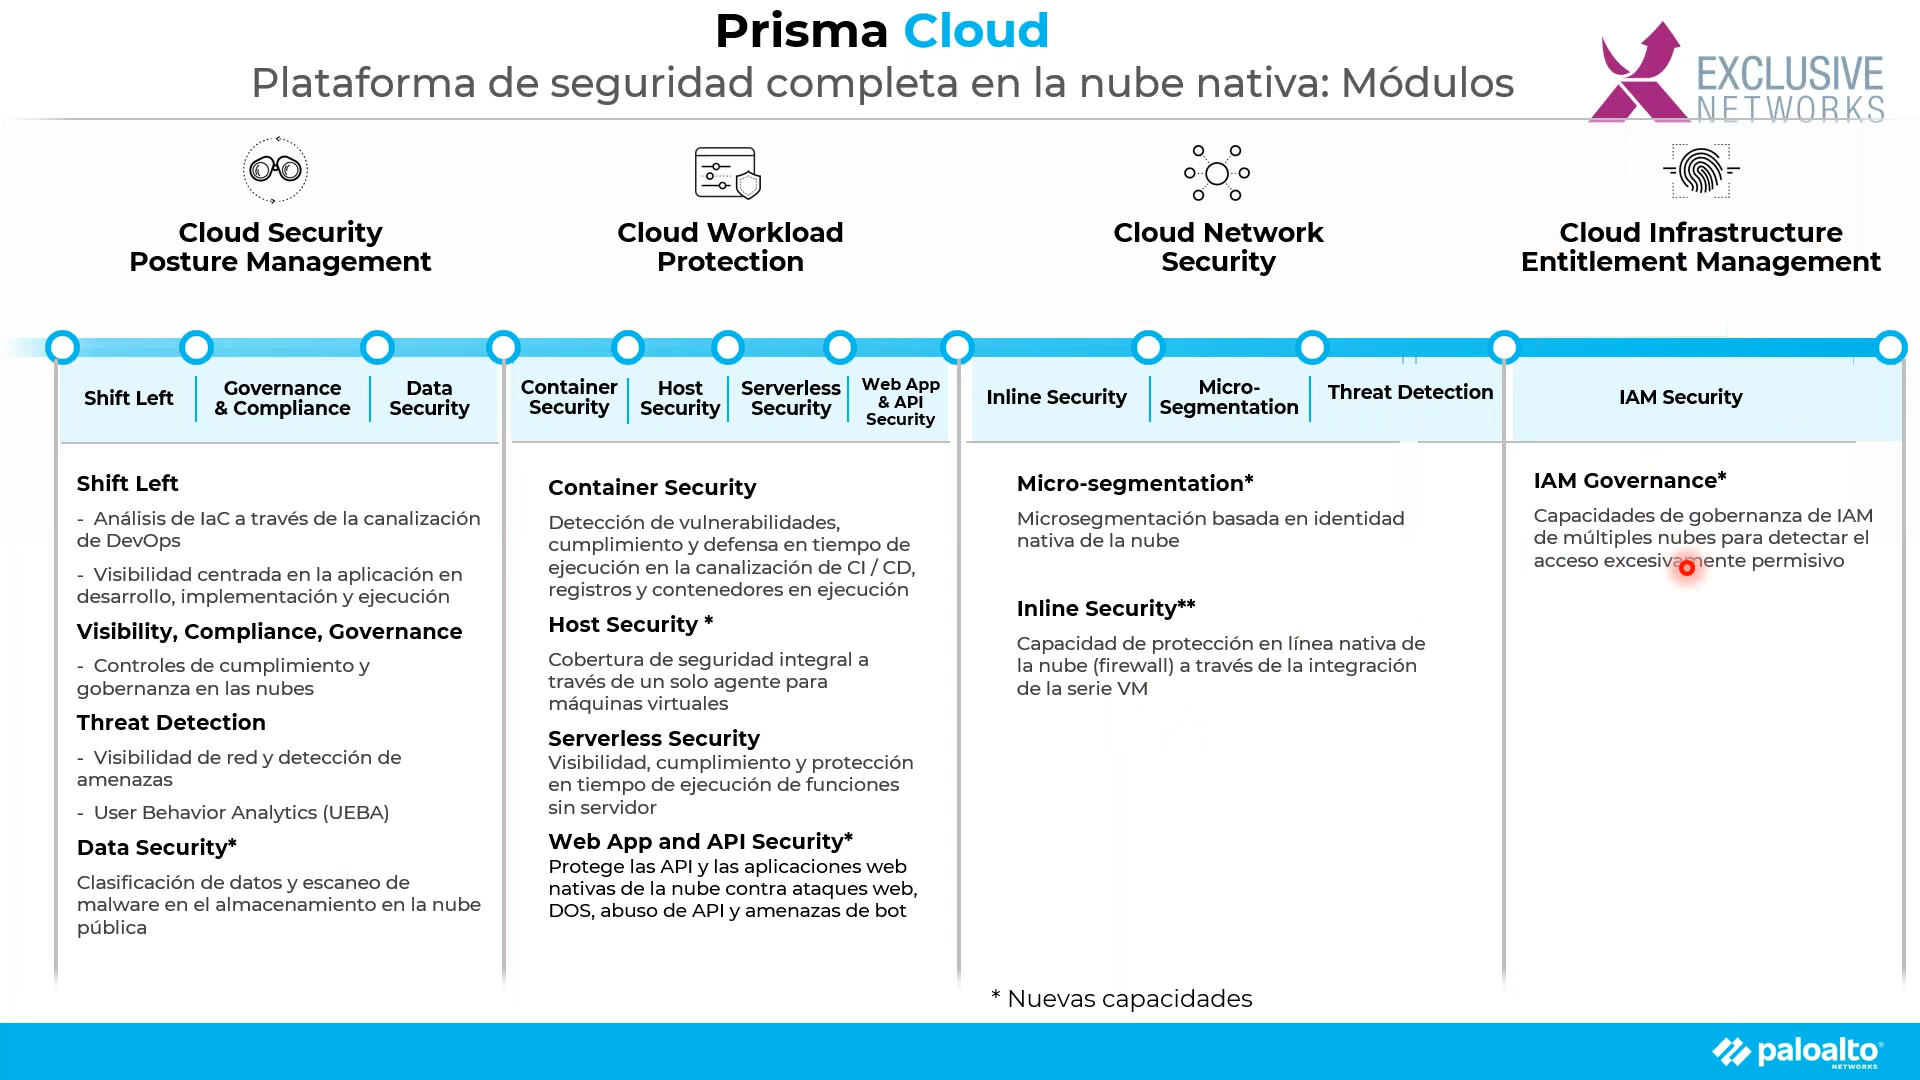 Prisma Cloud
Plataforma de seguridad completa en la nube nativa: Módulos
EXCLUSIVE
NETWORKS
Cloud Security
Posture Management
Cloud Workload
Protection
Cloud Network
Security
Cloud Infrastructure
Entitlement Management
Shift Left
Governance
& Compliance
Data
Security
Container
Security
Host
Security
Serverless
Security
Web App
& API
Security
Inline Security
Micro-
Segmentation
Threat Detection
IAM Security
Shift Left
- Análisis de IaC a través de la canalización
de DevOps
- Visibilidad centrada en la aplicación en
desarrollo, implementación y ejecución
Visibility, Compliance, Governance
- Controles de cumplimiento y
gobernanza en las nubes
Threat Detection
- Visibilidad de red y detección de
amenazas
- User Behavior Analytics (UEBA)
Data Security*
Clasificación de datos y escaneo de
malware en el almacenamiento en la nube
pública
Container Security
Detección de vulnerabilidades,
cumplimiento y defensa en tiempo de
ejecución en la canalización de CI / CD,
registros y contenedores en ejecución
Host Security *
Cobertura de seguridad integral a
través de un solo agente para
máquinas virtuales
Serverless Security
Visibilidad, cumplimiento y protección
en tiempo de ejecución de funciones
sin servidor
Web App and API Security*
Protege las API y las aplicaciones web
nativas de la nube contra ataques web,
DOS, abuso de API y amenazas de bot
Micro-segmentation*
Microsegmentación basada en identidad
nativa de la nube
Inline Security**
Capacidad de protección en línea nativa de
la nube (firewall) a través de la integración
de la serie VM
IAM Governance*
Capacidades de gobernanza de IAM
de múltiples nubes para detectar el
acceso excesivamente permisivo
* Nuevas capacidades
paloalto
NETWORKS